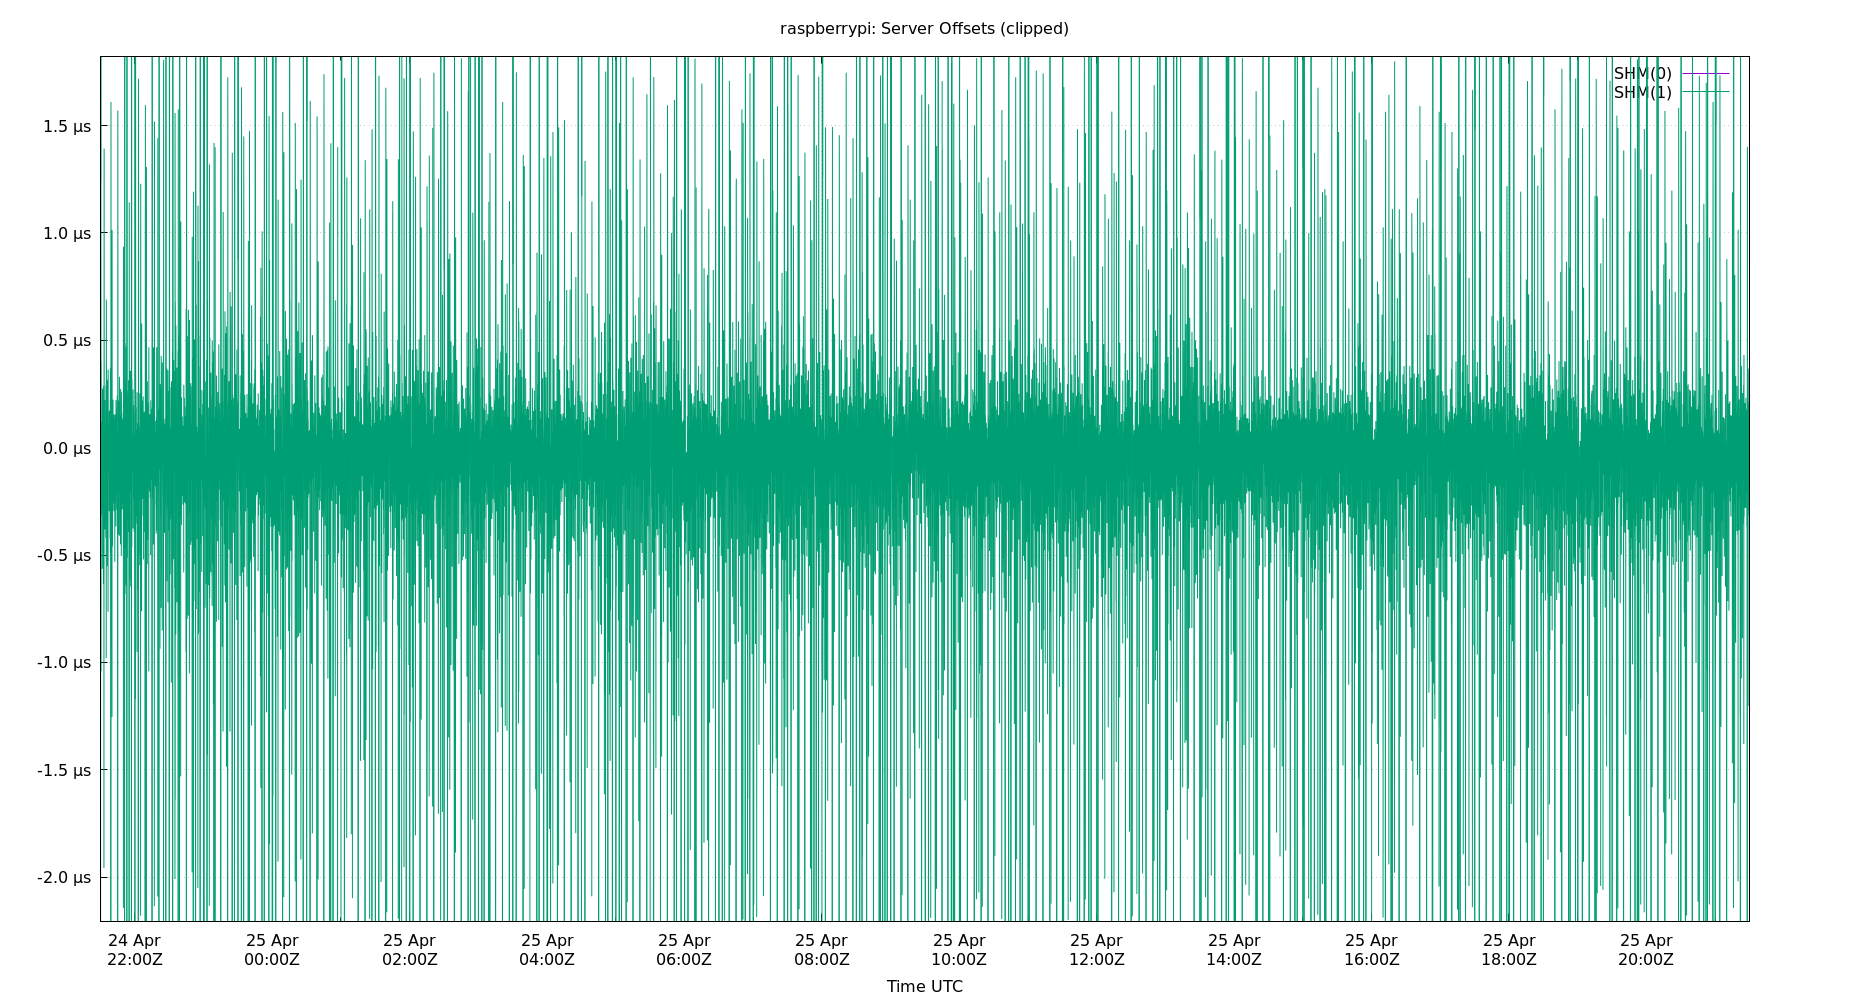 raspberrypi: Server Offsets (clipped)
SHM(0)
SHM(1)
1.5 µs
1.0 µs
0.5 µs
0.0 µs
-0.5 µs
-1.0 µs
-1.5 µs
-2.0 µs
24 Apr 25 Apr 25 Apr 25 Apr 25 Apr 25 Apr 25 Apr 25 Apr 25 Apr 25 Apr 25 Apr 25 Apr
22:00Z 00:00Z 02:00Z 04:00Z 06:00Z 08:00Z 10:00Z 12:00Z 14:00Z 16:00Z 18:00Z 20:00Z
Time UTC